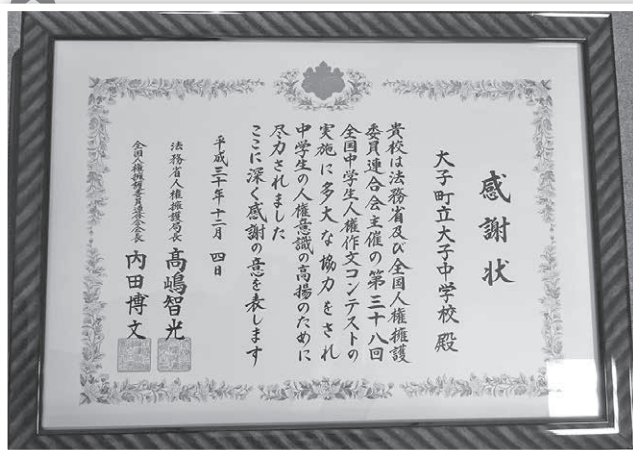 感謝状
大子町立大子中学校 殿
貴校は法務省及び全国人権擁護
委員連合会主催の第三十八回
全国中学生人権作文コンテストの
実施に多大な協力をされ
中学生の人権意識の高揚のために
尽力されました
ここに深く感謝の意を表します
平成三十年十二月 四日
法務省人権擁護局長 髙嶋智光
全国人権擁護委員連合会会長 内田博文